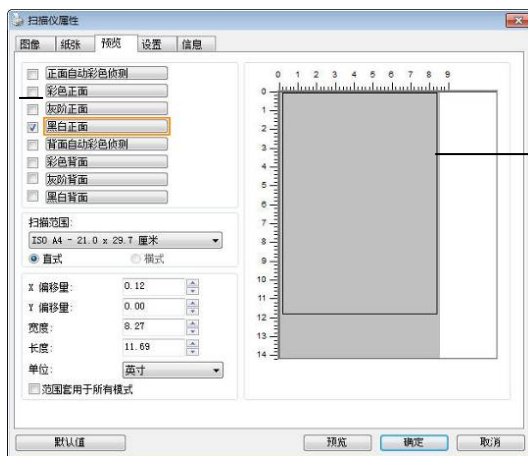 扫描仪属性
图像 纸张 预览 设置 信息
正面自动彩色侦测
彩色正面
灰阶正面
黑白正面
背面自动彩色侦测
彩色背面
灰阶背面
黑白背面
扫描范围:
ISO A4 - 21.0 x 29.7 厘米
直式 横式
X 偏移量: 0.12
Y 偏移量: 0.00
宽度: 8.27
长度: 11.69
单位: 英寸
范围套用于所有模式
0 1 2 3 4 5 6 7 8 9
0
1
2
3
4
5
6
7
8
9
10
11
12
13
14
默认值 预览 确定 取消